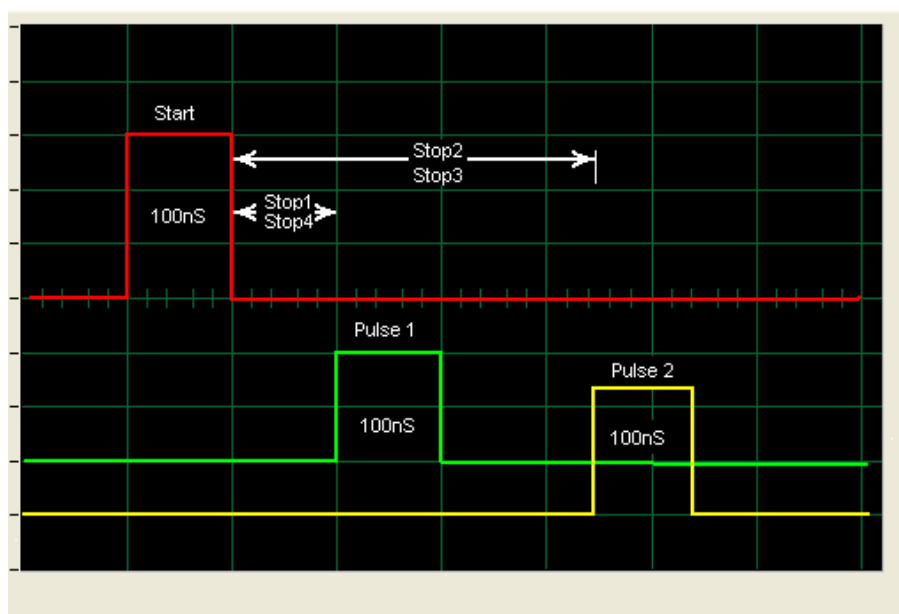 Start
Stop2
Stop3
Stop1
Stop4
100nS
Pulse 1
Pulse 2
100nS
100nS